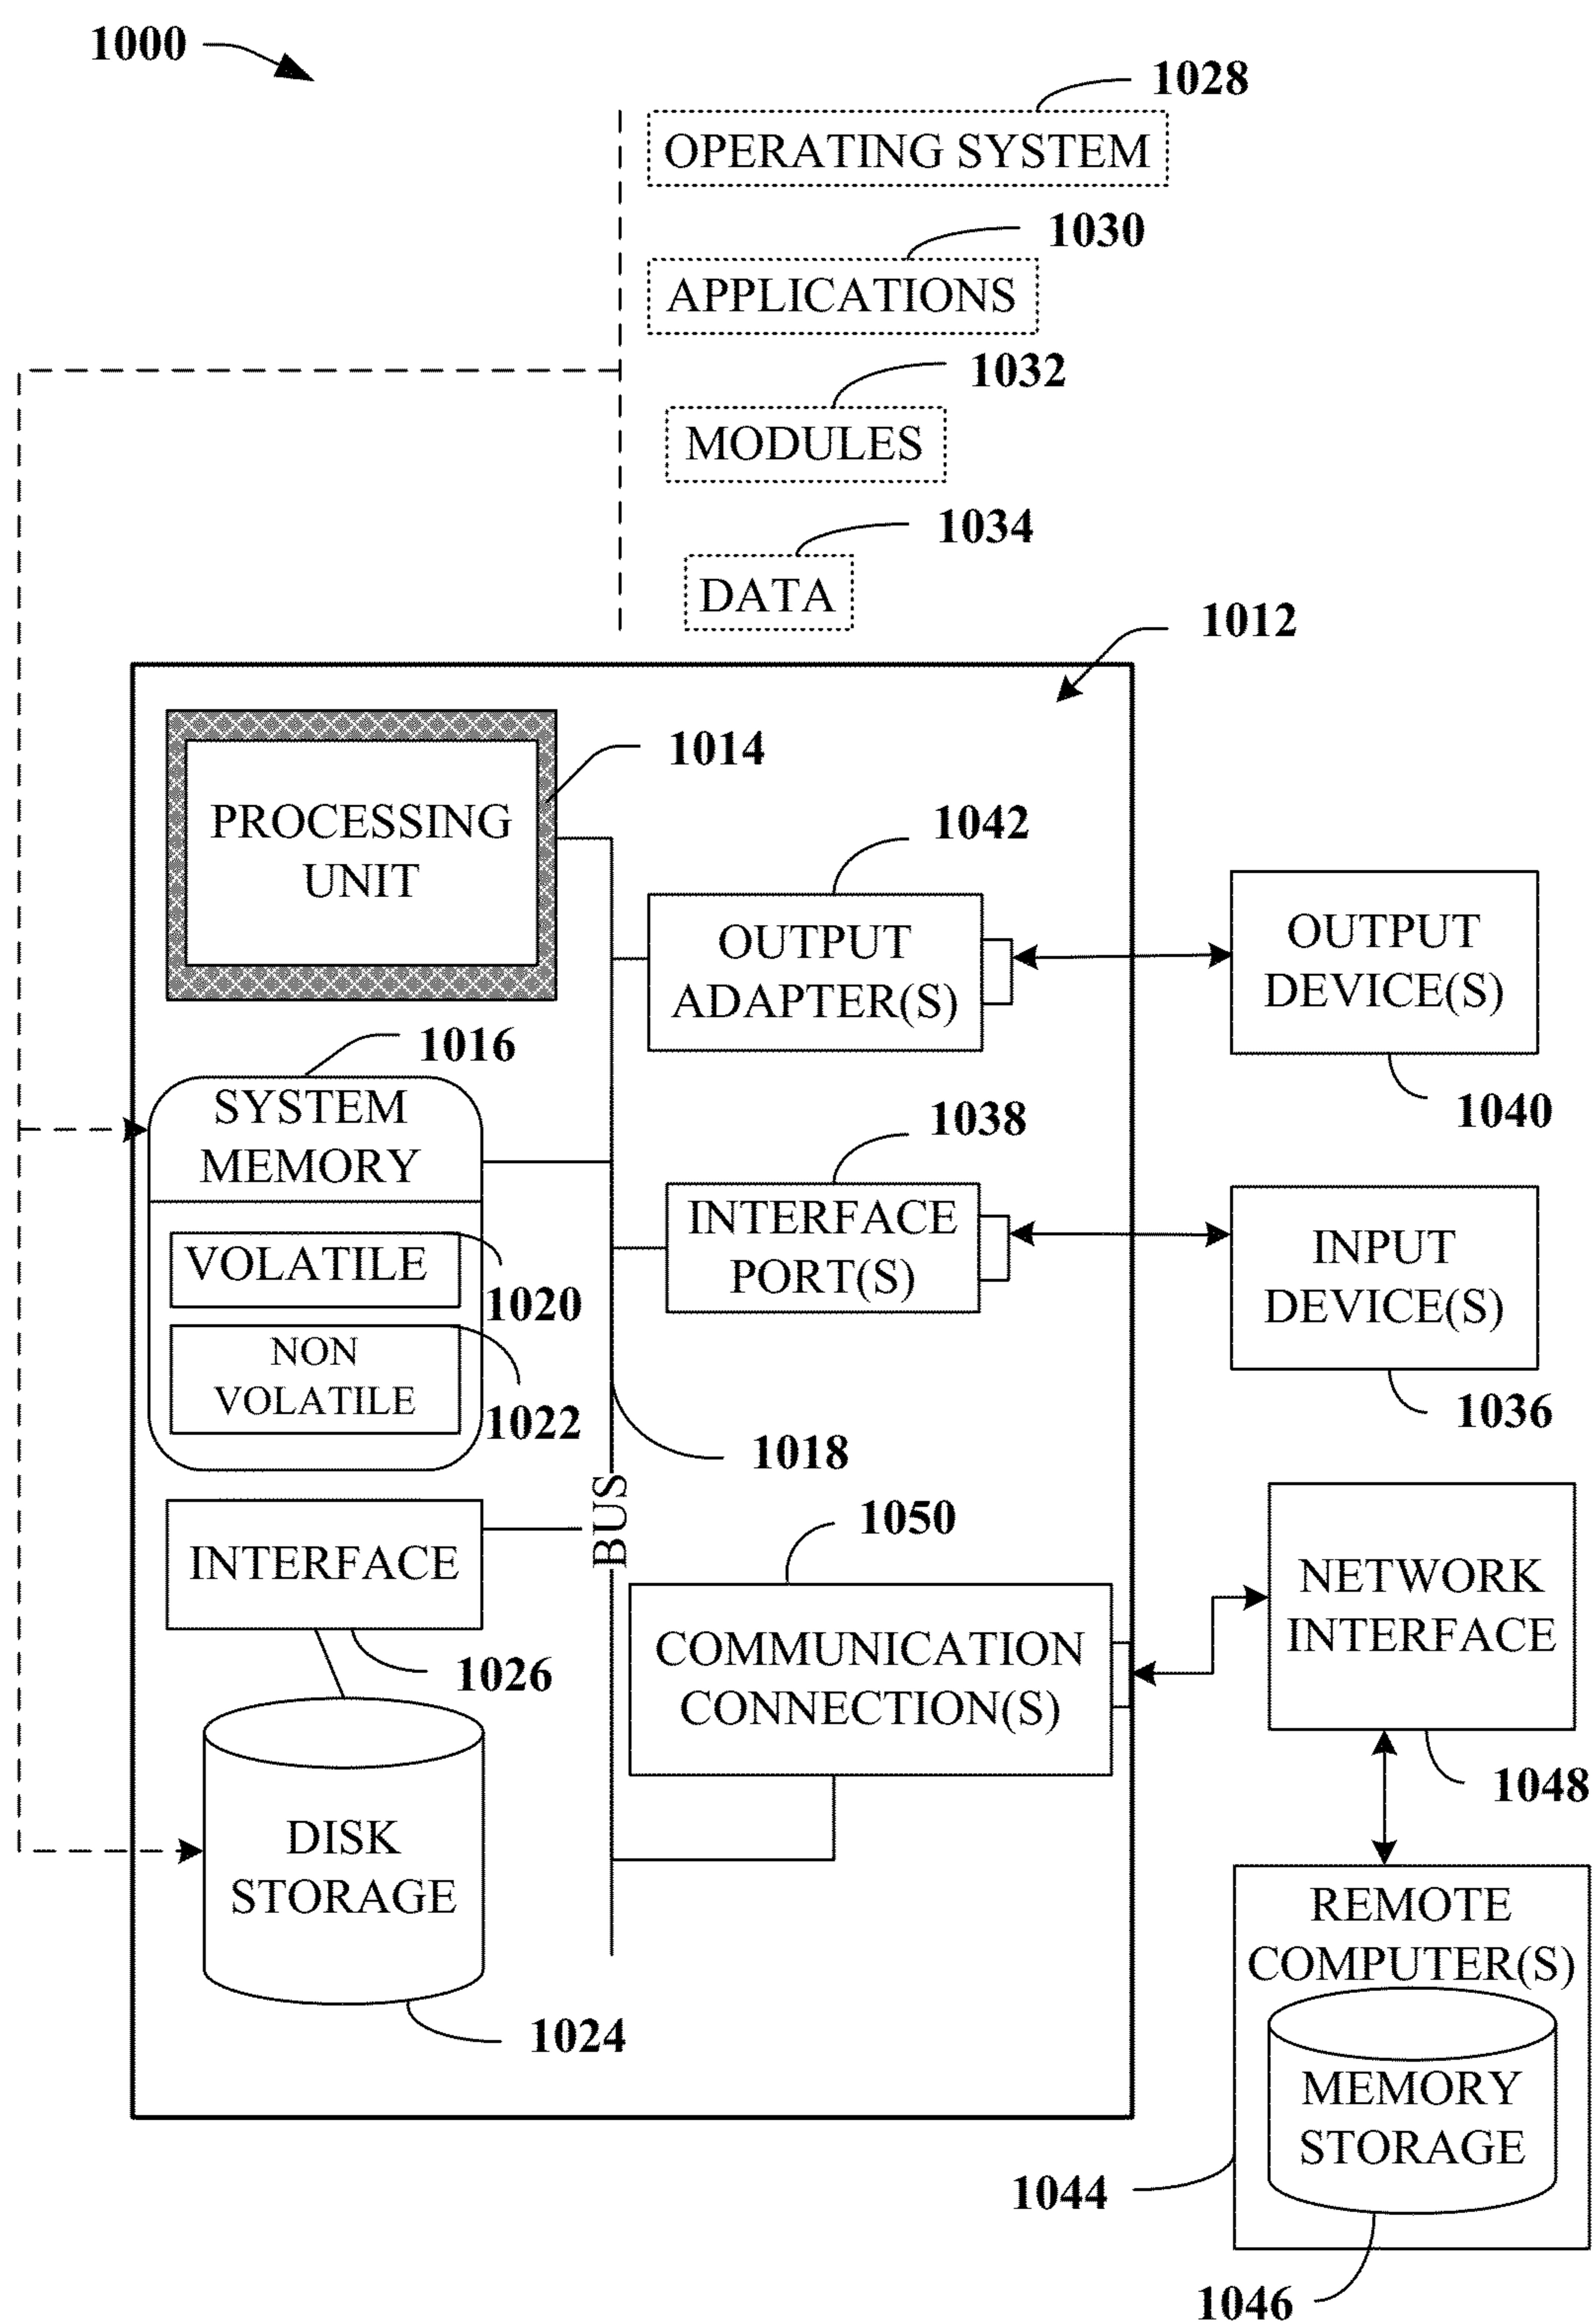 1000
1028
OPERATING SYSTEM
1030
APPLICATIONS
1032
MODULES
1034
DATA
1012
PROCESSING
UNIT
1014
1042
OUTPUT
ADAPTER(S)
OUTPUT
DEVICE(S)
1040
1016
SYSTEM
MEMORY
VOLATILE
1020
NON
VOLATILE
1022
1038
INTERFACE
PORT(S)
INPUT
DEVICE(S)
1036
1018
BUS
INTERFACE
1026
1050
COMMUNICATION
CONNECTION(S)
NETWORK
INTERFACE
1048
DISK
STORAGE
1024
REMOTE
COMPUTER(S)
MEMORY
STORAGE
1044
1046